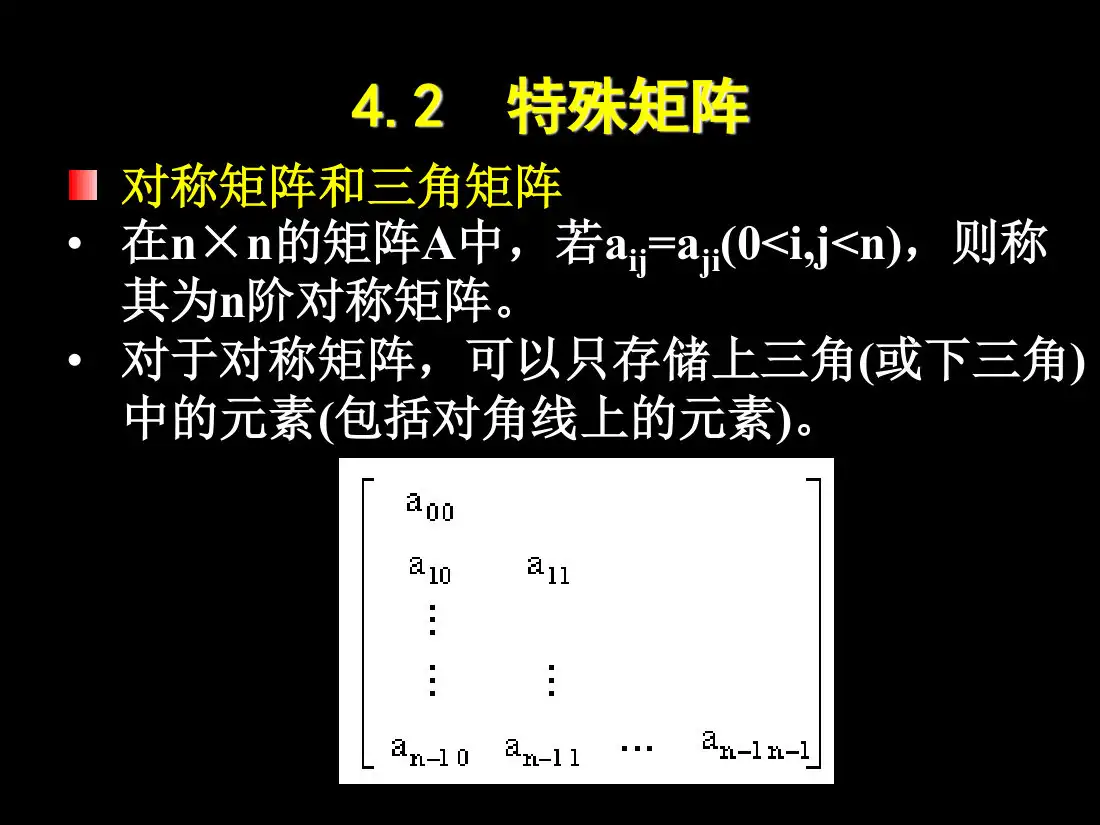 4.2 特殊矩阵
对称矩阵和三角矩阵
• 在n×n的矩阵A中，若aij=aji(0<i,j<n)，则称
其为n阶对称矩阵。
• 对于对称矩阵，可以只存储上三角(或下三角)
中的元素(包括对角线上的元素)。
a00
a10 a11
⋮
⋮ ⋮
an-1 0 an-1 1 … an-1n-1